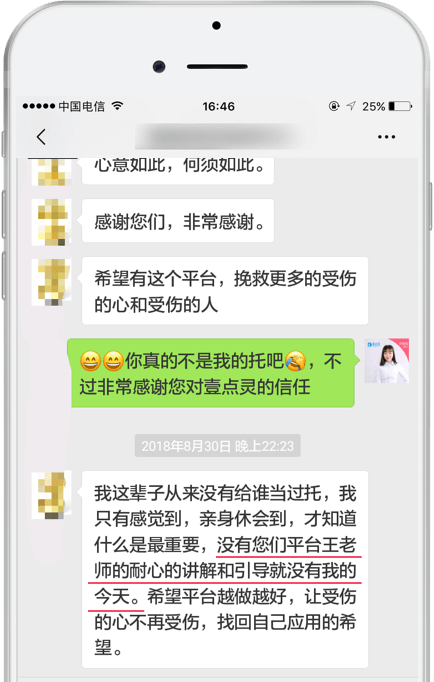 中国电信
16:46
25%
心意如此，何须如此。
感谢您们，非常感谢。
希望有这个平台，挽救更多的受伤
的心和受伤的人
你真的不是我的托吧，不
过非常感谢您对壹点灵的信任
2018年8月30日 晚上22:23
我这辈子从来没有给谁当过托，我
只有感觉到，亲身休会到，才知道
什么是最重要，没有您们平台王老
师的耐心的讲解和引导就没有我的
今天。希望平台越做越好，让受伤
的心不再受伤，找回自己应用的希
望。